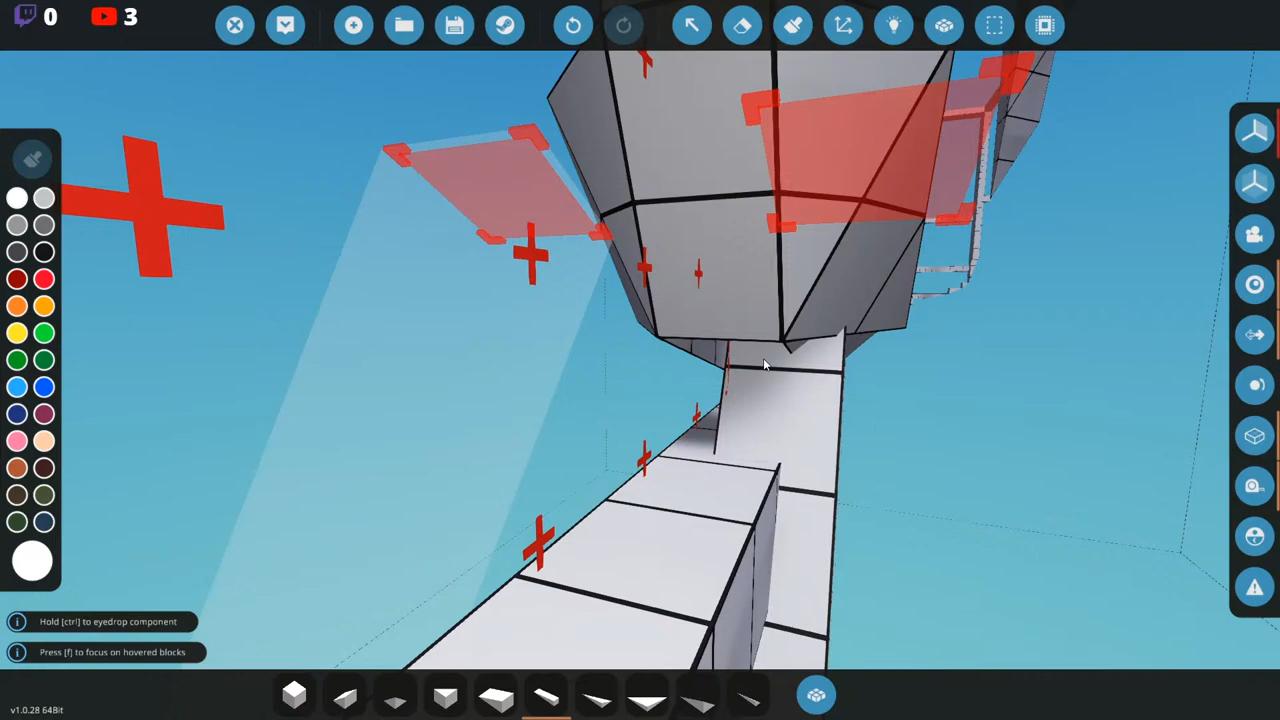 0 3
Hold [ctrl] to eyedrop component
Press [f] to focus on hovered blocks
v1.0.28 64Bit